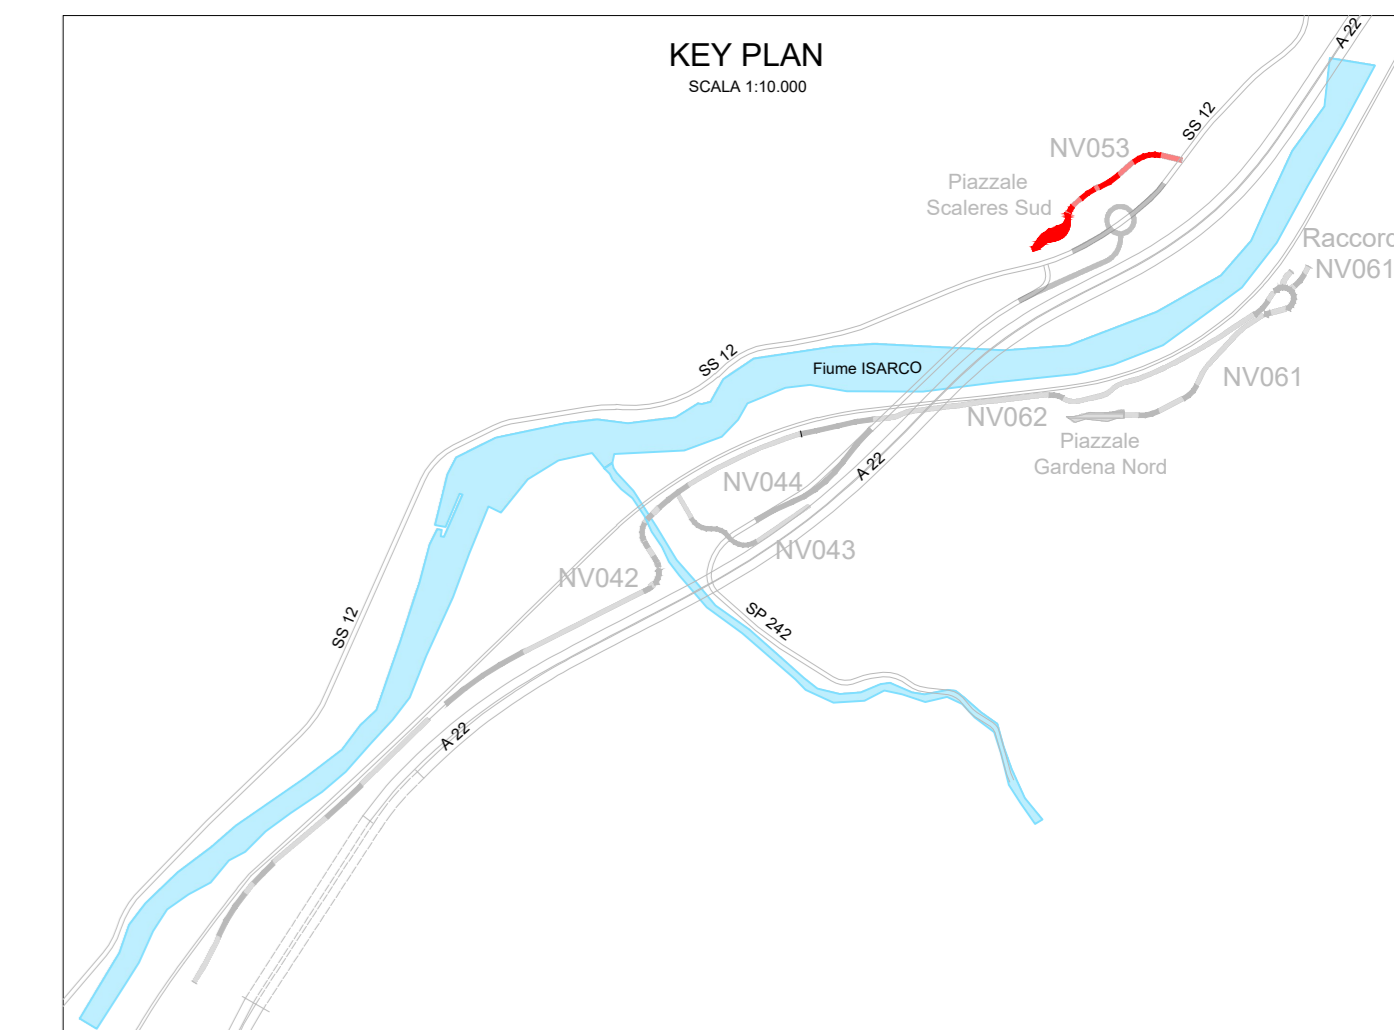 KEY PLAN
SCALA 1:10.000
A 22
SS 12
NV053
Piazzale
Scaleres Sud
Raccord
NV061
SS 12
Fiume ISARCO
NV061
NV062
Piazzale
Gardena Nord
A 22
NV044
NV043
NV042
SP 242
SS 12
A 22